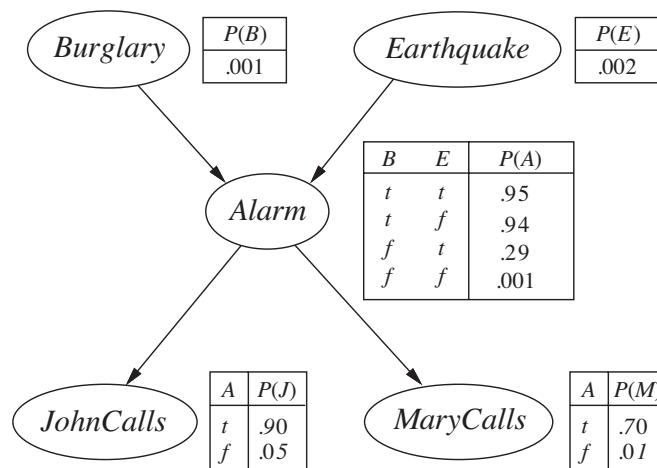 Burglary
P(B)
.001
Earthquake
P(E)
.002
Alarm
B E P(A)
t t .95
t f .94
f t .29
f f .001
JohnCalls
A P(J)
t .90
f .05
MaryCalls
A P(M)
t .70
f .01